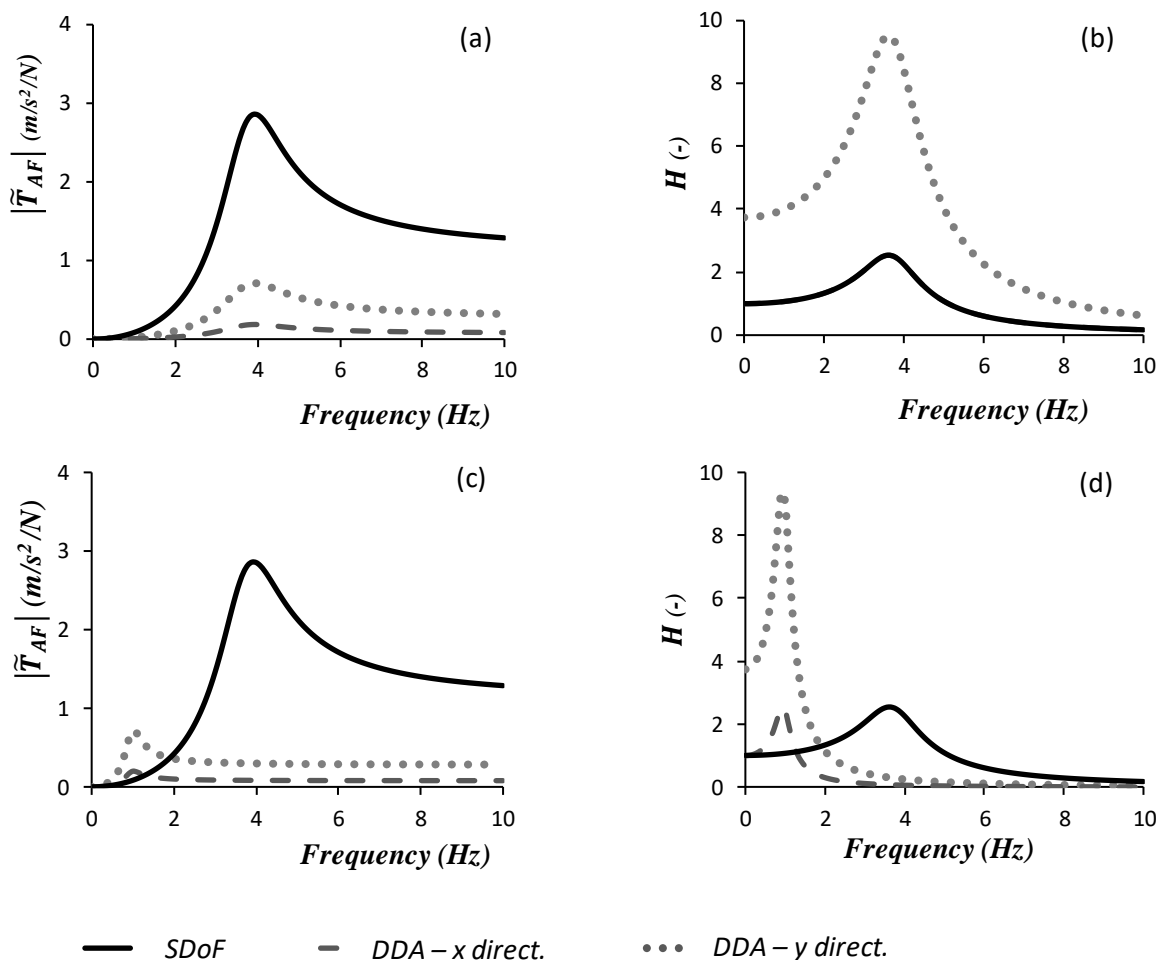 (a)
|T̃_AF| (m/s²/N)
4
3
2
1
0
0 2 4 6 8 10
Frequency (Hz)
(b)
H (-)
10
8
6
4
2
0
0 2 4 6 8 10
Frequency (Hz)
(c)
|T̃_AF| (m/s²/N)
4
3
2
1
0
0 2 4 6 8 10
Frequency (Hz)
(d)
H (-)
10
8
6
4
2
0
0 2 4 6 8 10
Frequency (Hz)
SDoF
DDA – x direct.
DDA – y direct.